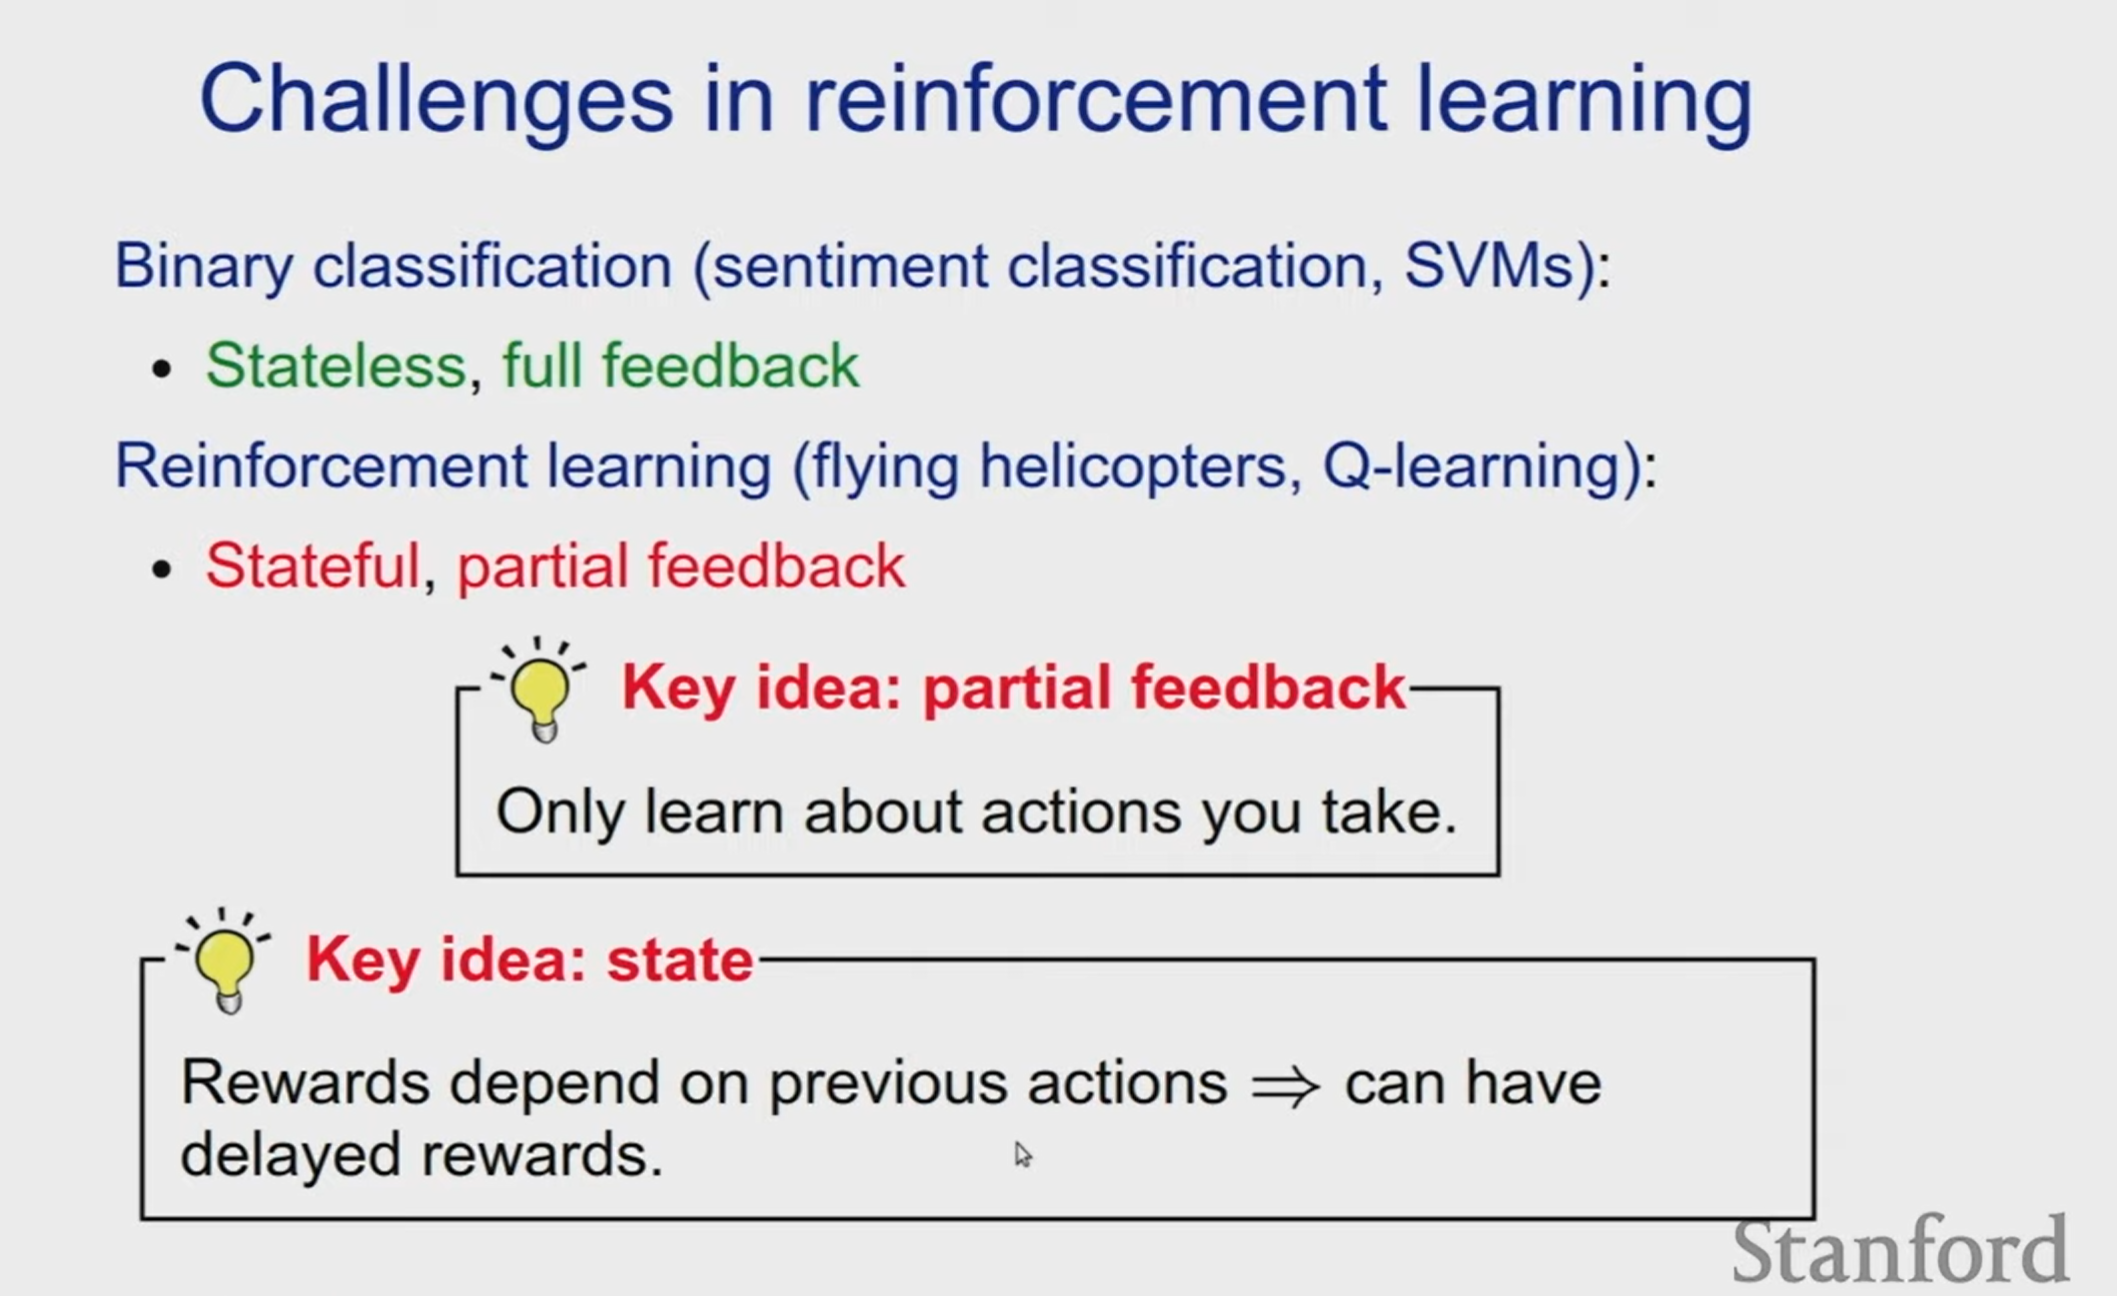 Challenges in reinforcement learning
Binary classification (sentiment classification, SVMs):
• Stateless, full feedback
Reinforcement learning (flying helicopters, Q-learning):
• Stateful, partial feedback
Key idea: partial feedback
Only learn about actions you take.
Key idea: state
Rewards depend on previous actions ⇒ can have
delayed rewards.
Stanford